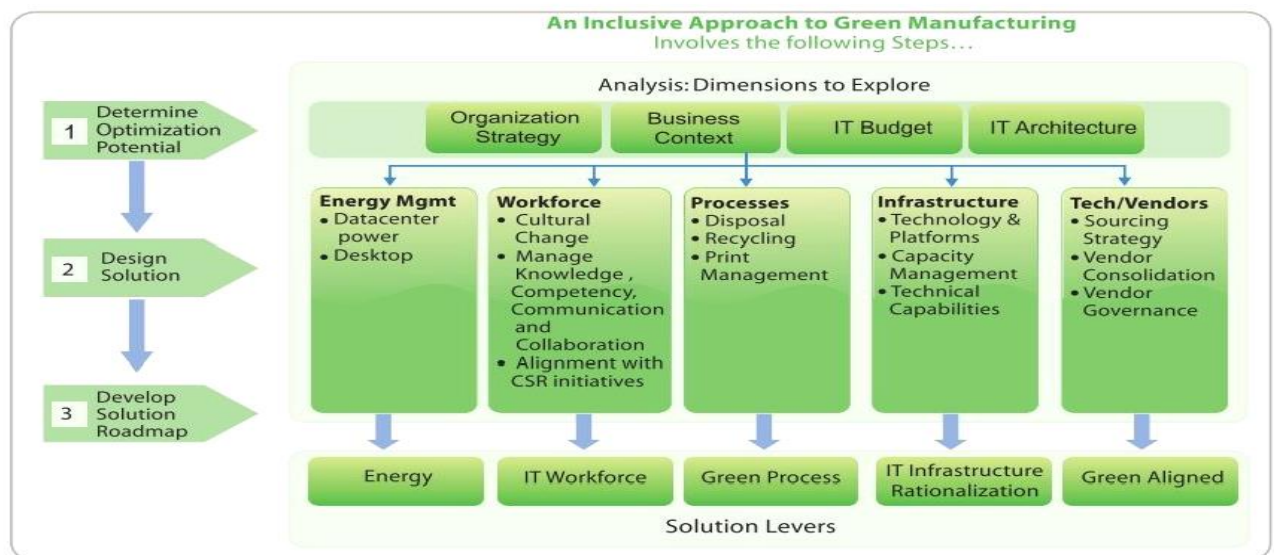 An Inclusive Approach to Green Manufacturing
Involves the following Steps...
1
Determine
Optimization
Potential
2
Design
Solution
3
Develop
Solution
Roadmap
Analysis: Dimensions to Explore
Organization
Strategy
Business
Context
IT Budget
IT Architecture
Energy Mgmt
• Datacenter
power
• Desktop
Workforce
• Cultural
Change
• Manage
Knowledge ,
Competency,
Communication
and
Collaboration
• Alignment with
CSR initiatives
Processes
• Disposal
• Recycling
• Print
Management
Infrastructure
• Technology &
Platforms
• Capacity
Management
• Technical
Capabilities
Tech/Vendors
• Sourcing
Strategy
• Vendor
Consolidation
• Vendor
Governance
Energy
IT Workforce
Green Process
IT Infrastructure
Rationalization
Green Aligned
Solution Levers